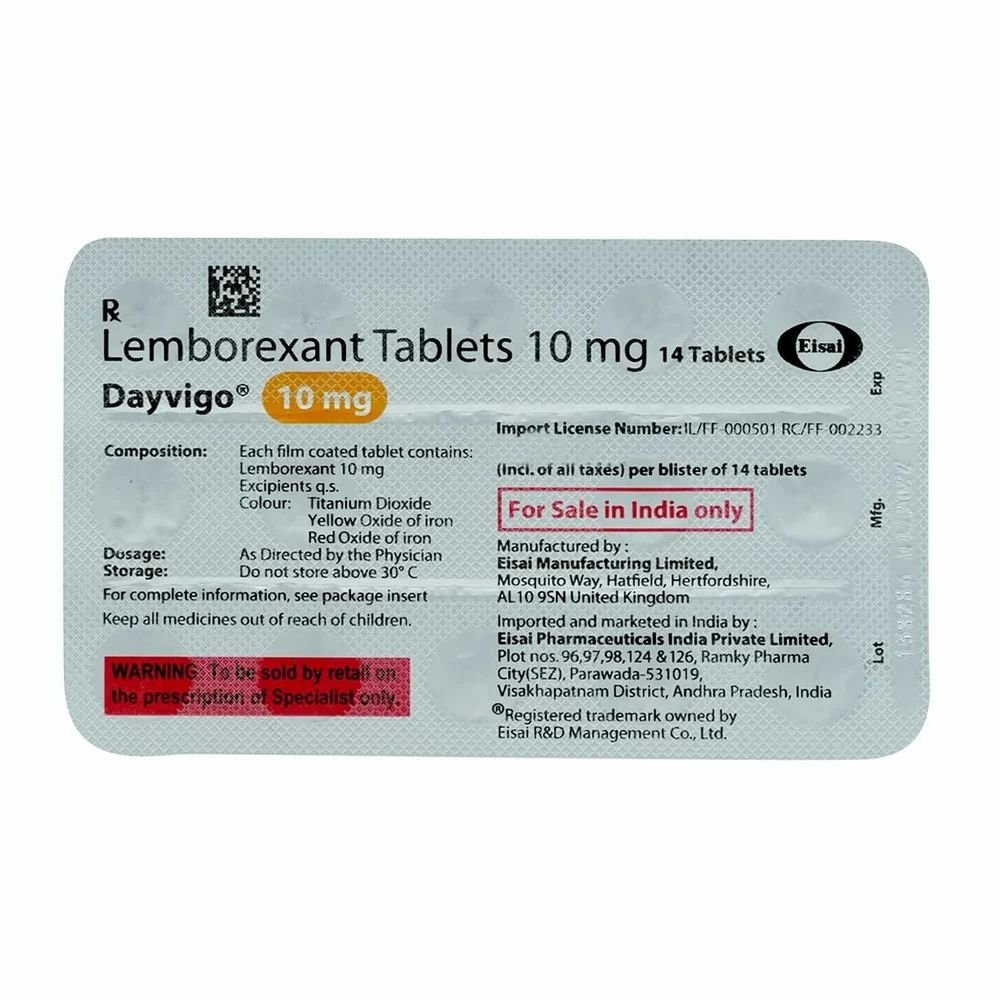 Rx
Lemborexant Tablets 10 mg 14 Tablets
Eisai
Dayvigo® 10 mg
Composition: Each film coated tablet contains:
Lemborexant 10 mg
Excipients q.s.
Colour: Titanium Dioxide
Yellow Oxide of iron
Red Oxide of iron
Dosage: As Directed by the Physician
Storage: Do not store above 30° C
For complete information, see package insert
Keep all medicines out of reach of children.
WARNING: To be sold by retail on
the prescription of Specialist only.
Import License Number:IL/FF-000501 RC/FF-002233
(Incl. of all taxes) per blister of 14 tablets
For Sale in India only
Manufactured by :
Eisai Manufacturing Limited,
Mosquito Way, Hatfield, Hertfordshire,
AL10 9SN United Kingdom
Imported and marketed in India by :
Eisai Pharmaceuticals India Private Limited,
Plot nos. 96,97,98,124 & 126, Ramky Pharma
City(SEZ), Parawada-531019,
Visakhapatnam District, Andhra Pradesh, India
®Registered trademark owned by
Eisai R&D Management Co., Ltd.
Exp
Mfg.
Lot